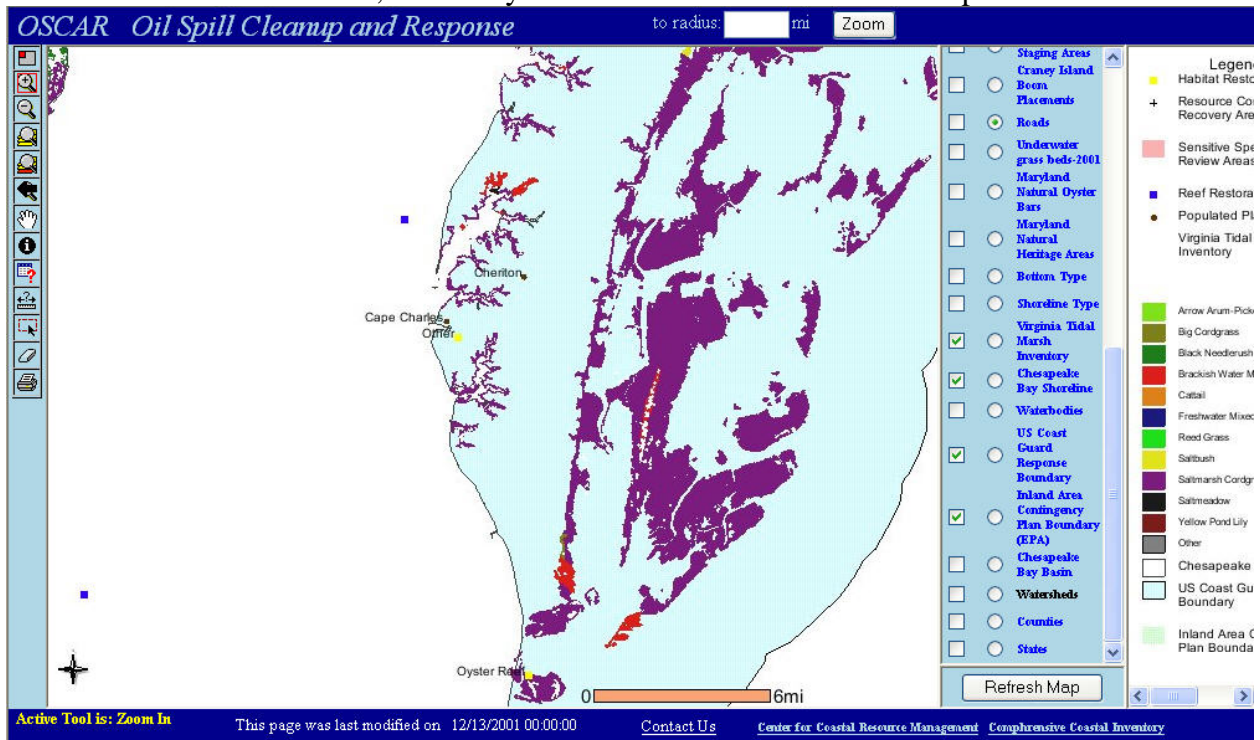 OSCAR Oil Spill Cleanup and Response
to radius:
mi
Zoom
Cheriton
Cape Charles
Other
Oyster Reef
0
6mi
Staging Areas
Craney Island
Boom
Placements
Roads
Underwater
grass beds-2001
Maryland
Natural Oyster
Bars
Maryland
Natural
Heritage Areas
Bottom Type
Shoreline Type
Virginia Tidal
Marsh
Inventory
Chesapeake
Bay Shoreline
Waterbodies
US Coast
Guard
Response
Boundary
Inland Area
Contingency
Plan Boundary
(EPA)
Chesapeake
Bay Basin
Watersheds
Counties
States
Refresh Map
Legen
Habitat Resto
Resource Co
Recovery Are
Sensitive Spe
Review Areas
Reef Restora
Populated Pl
Virginia Tidal
Inventory
Arrow Arum-Picke
Big Cordgrass
Black Needlerush
Brackish Water M
Cattail
Freshwater Mixed
Reed Grass
Saltbush
Saltmarsh Cordgr
Saltmeadow
Yellow Pond Lily
Other
Chesapeake
US Coast Gu
Boundary
Inland Area C
Plan Bounda
Active Tool is: Zoom In
This page was last modified on 12/13/2001 00:00:00
Contact Us
Center for Coastal Resource Management
Comphrensive Coastal Inventory